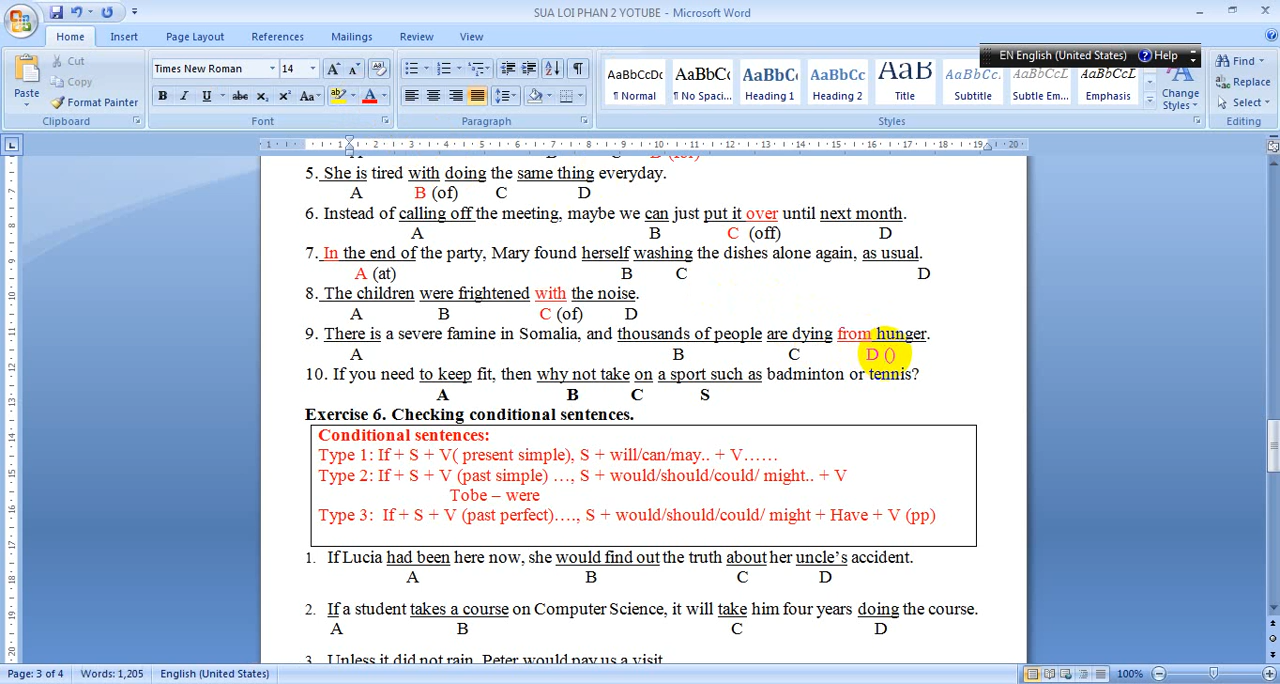 SUA LOI PHAN 2 YOTUBE - Microsoft Word
Home Insert Page Layout References Mailings Review View
EN English (United States) Help
Cut
Copy
Format Painter
Paste
Clipboard
Times New Roman 14
Font
Paragraph
AaBbCcDc AaBbC AaBbC AaBbCc AaB AaBbCc. AaBbCc AaBbCc
¶ Normal ¶ No Spaci... Heading 1 Heading 2 Title Subtitle Subtle Em... Emphasis
Change Styles
Styles
Find
Replace
Select
Editing
5. She is tired with doing the same thing everyday.
A B (of) C D
6. Instead of calling off the meeting, maybe we can just put it over until next month.
A B C (off) D
7. In the end of the party, Mary found herself washing the dishes alone again, as usual.
A (at) B C D
8. The children were frightened with the noise.
A B C (of) D
9. There is a severe famine in Somalia, and thousands of people are dying from hunger.
A B C D ()
10. If you need to keep fit, then why not take on a sport such as badminton or tennis?
A B C S
Exercise 6. Checking conditional sentences.
Conditional sentences:
Type 1: If + S + V( present simple), S + will/can/may.. + V……
Type 2: If + S + V (past simple) …, S + would/should/could/ might.. + V
Tobe – were
Type 3: If + S + V (past perfect)…., S + would/should/could/ might + Have + V (pp)
1. If Lucia had been here now, she would find out the truth about her uncle’s accident.
A B C D
2. If a student takes a course on Computer Science, it will take him four years doing the course.
A B C D
3. Unless it did not rain, Peter would pay us a visit.
Page: 3 of 4 Words: 1,205 English (United States) 100%